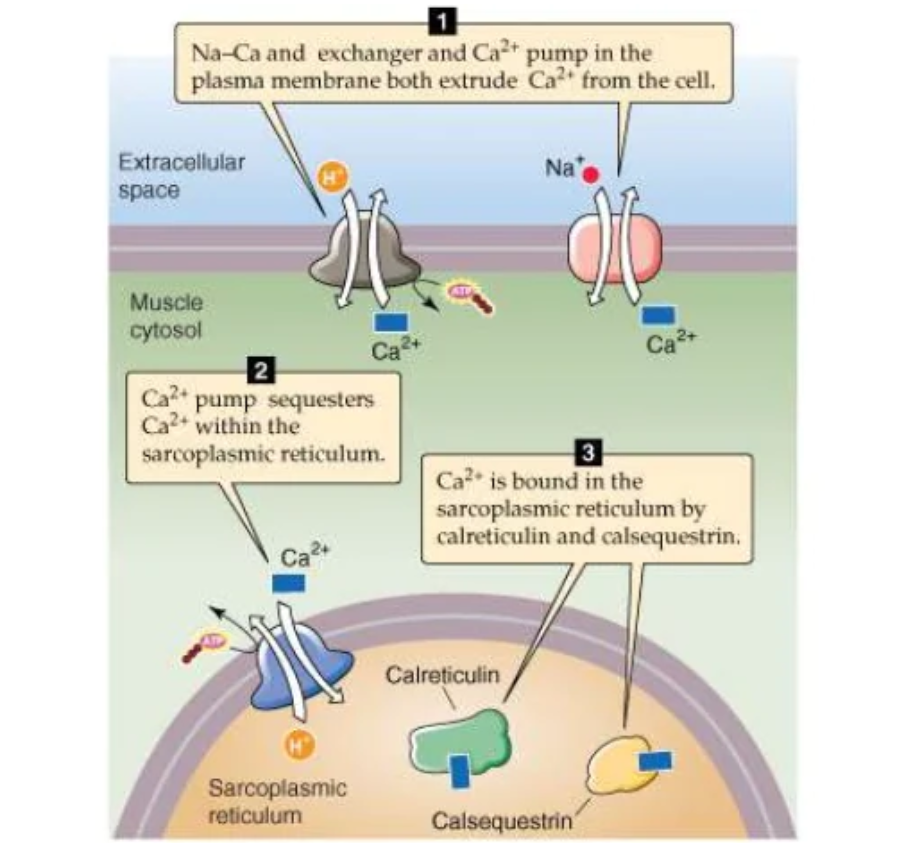 1
Na–Ca and exchanger and Ca²⁺ pump in the
plasma membrane both extrude Ca²⁺ from the cell.
Extracellular
space
H⁺
Na⁺
ATP
Muscle
cytosol
Ca²⁺
Ca²⁺
2
Ca²⁺ pump sequesters
Ca²⁺ within the
sarcoplasmic reticulum.
3
Ca²⁺ is bound in the
sarcoplasmic reticulum by
calreticulin and calsequestrin.
Ca²⁺
ATP
Calreticulin
H⁺
Sarcoplasmic
reticulum
Calsequestrin